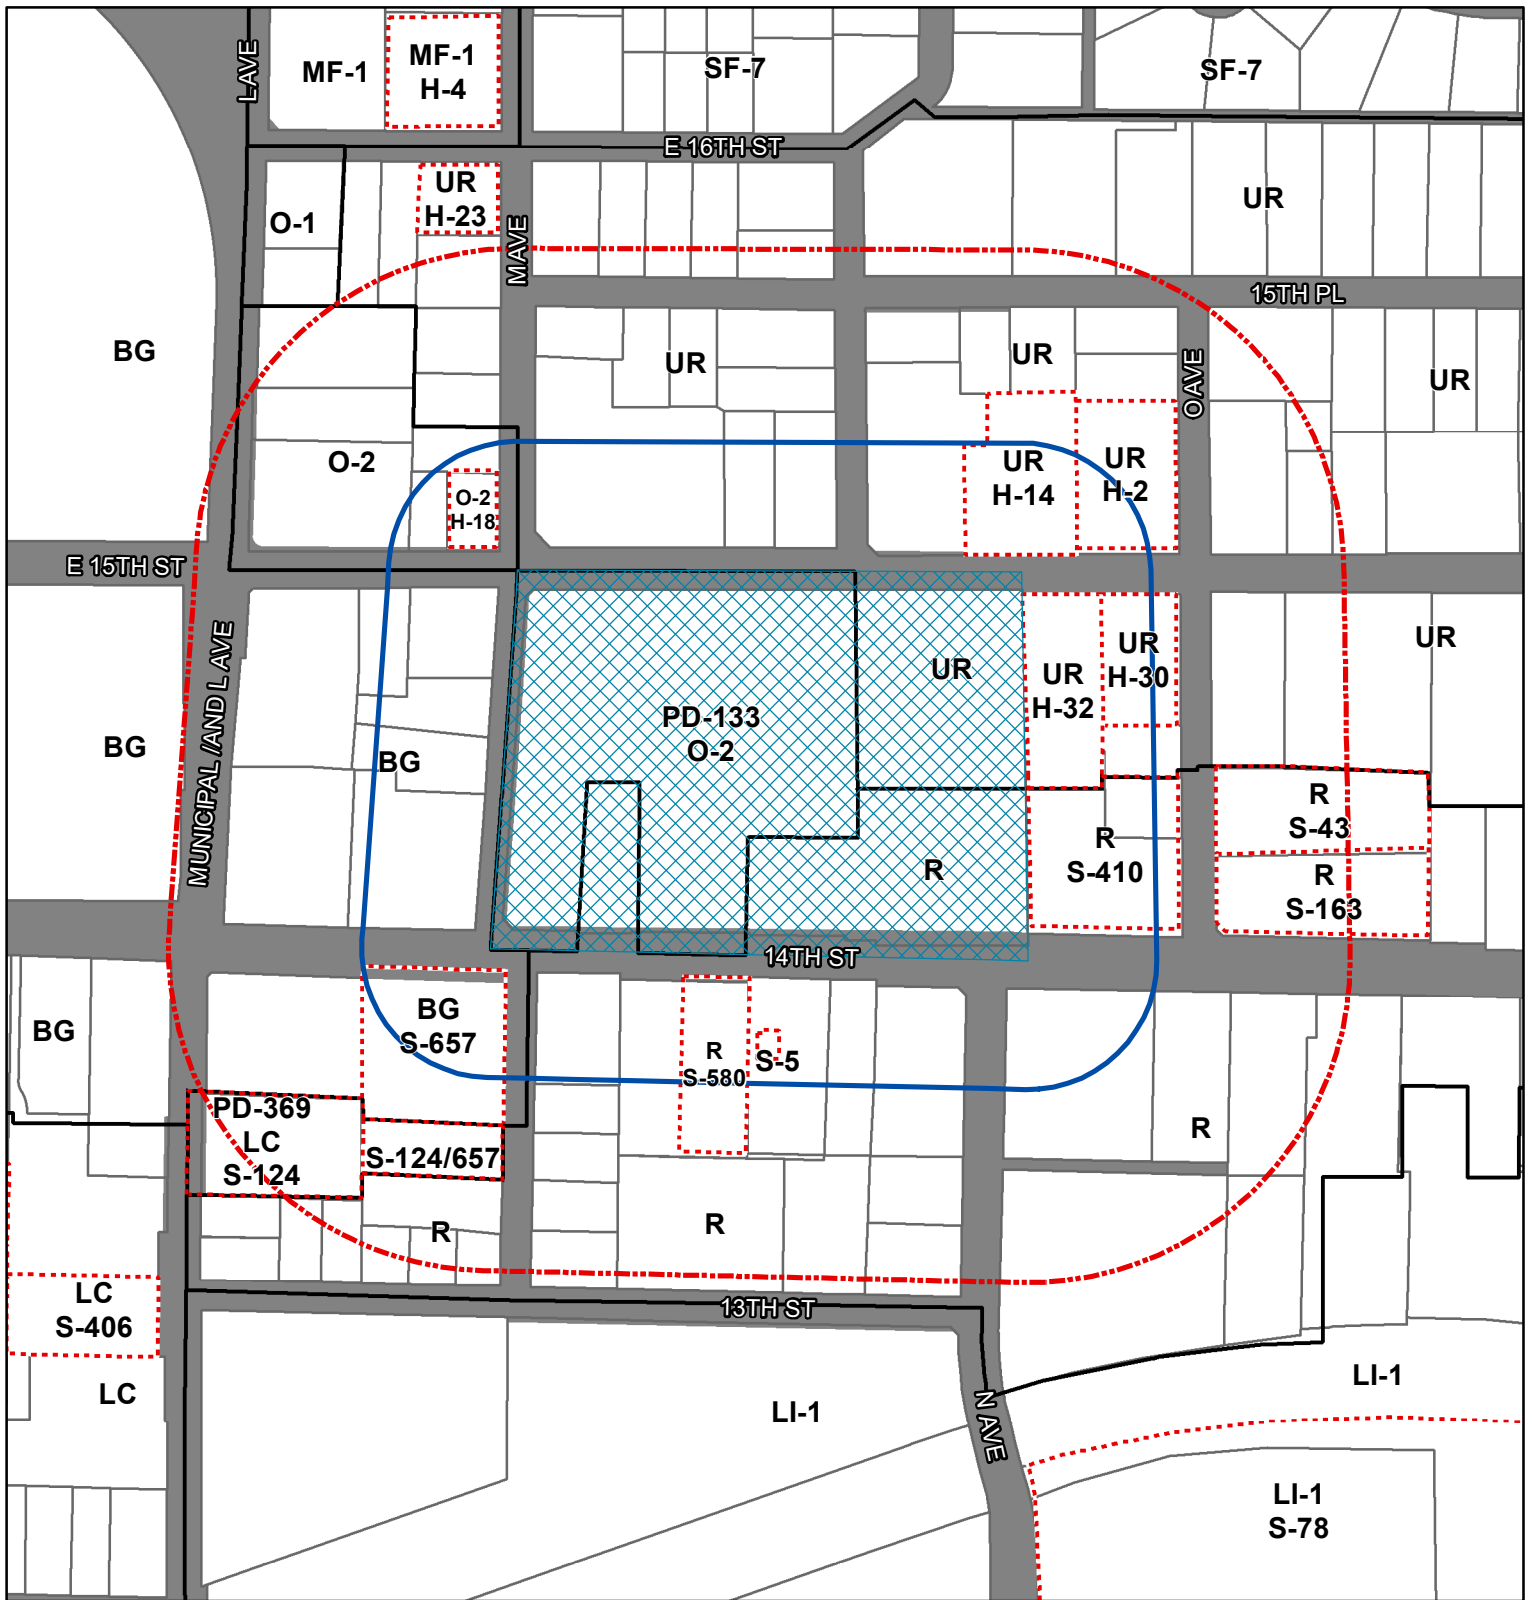 L AVE
MF-1
MF-1
H-4
SF-7
SF-7
E 16TH ST
O-1
UR
H-23
M AVE
UR
15TH PL
BG
UR
UR
O AVE
UR
O-2
O-2
H-18
UR
H-14
UR
H-2
E 15TH ST
MUNICIPAL /AND L AVE
BG
BG
PD-133
O-2
UR
UR
H-32
UR
H-30
UR
R
R
S-410
R
S-43
R
S-163
14TH ST
BG
BG
S-657
R
S-580
S-5
PD-369
LC
S-124
S-124/657
R
R
R
LC
S-406
13TH ST
LC
LI-1
N AVE
LI-1
LI-1
S-78